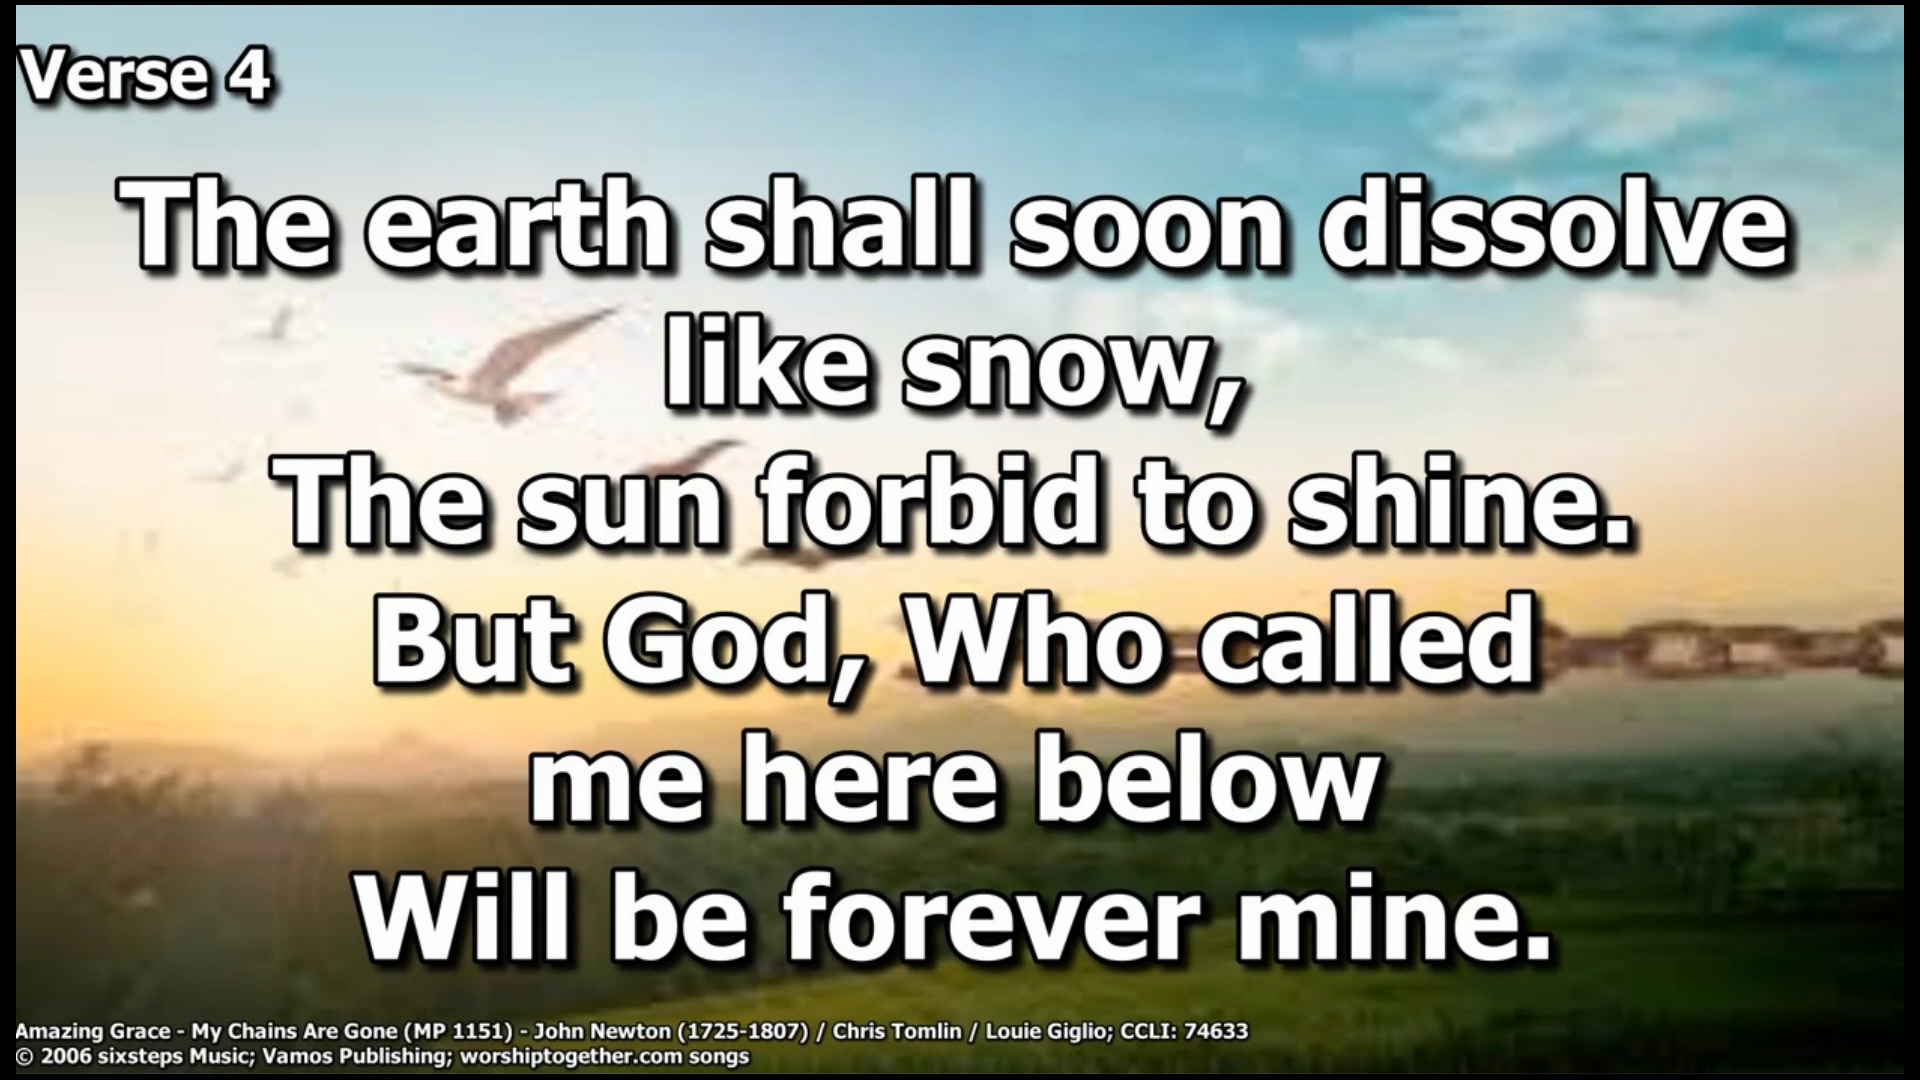 Verse 4
The earth shall soon dissolve
like snow,
The sun forbid to shine.
But God, Who called
me here below
Will be forever mine.
Amazing Grace - My Chains Are Gone (MP 1151) - John Newton (1725-1807) / Chris Tomlin / Louie Giglio; CCLI: 74633
© 2006 sixsteps Music; Vamos Publishing; worshiptogether.com songs